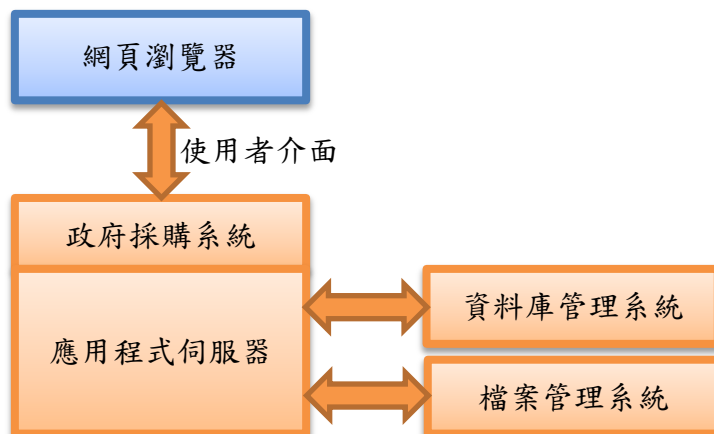 網頁瀏覽器
使用者介面
政府採購系統
應用程式伺服器
資料庫管理系統
檔案管理系統